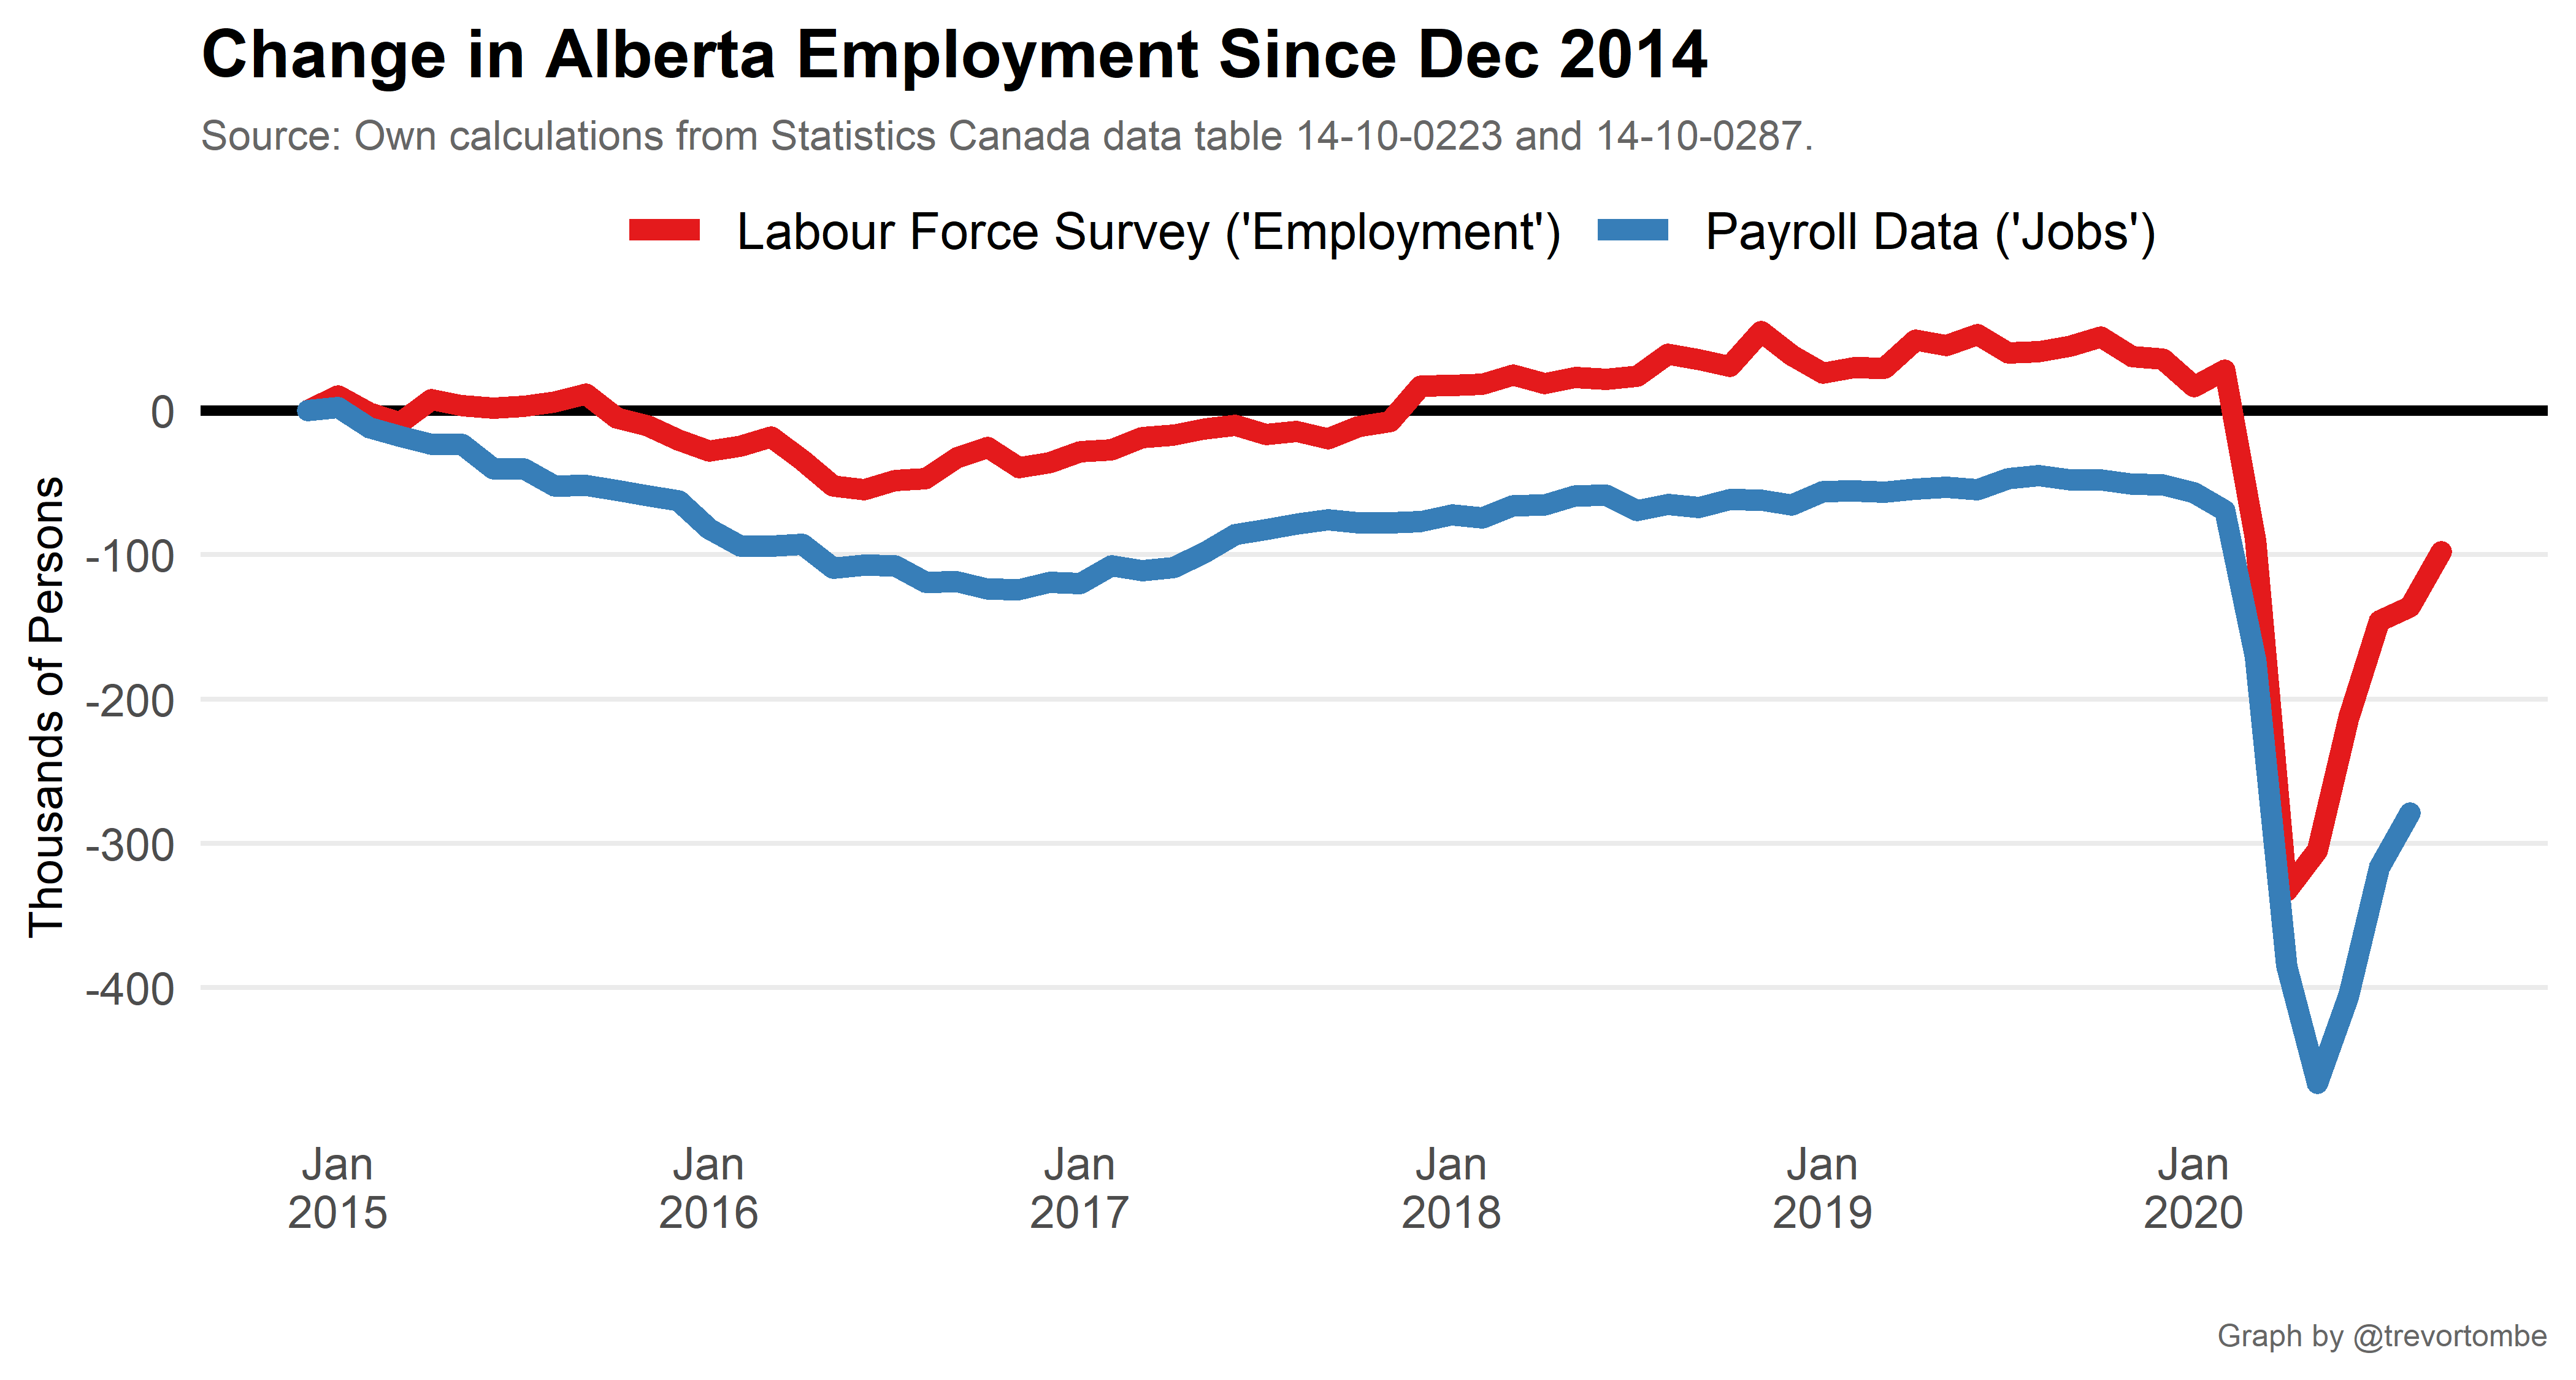 Change in Alberta Employment Since Dec 2014
Source: Own calculations from Statistics Canada data table 14-10-0223 and 14-10-0287.
Labour Force Survey ('Employment') Payroll Data ('Jobs')
Thousands of Persons
0
-100
-200
-300
-400
Jan Jan Jan Jan Jan Jan
2015 2016 2017 2018 2019 2020
Graph by @trevortombe